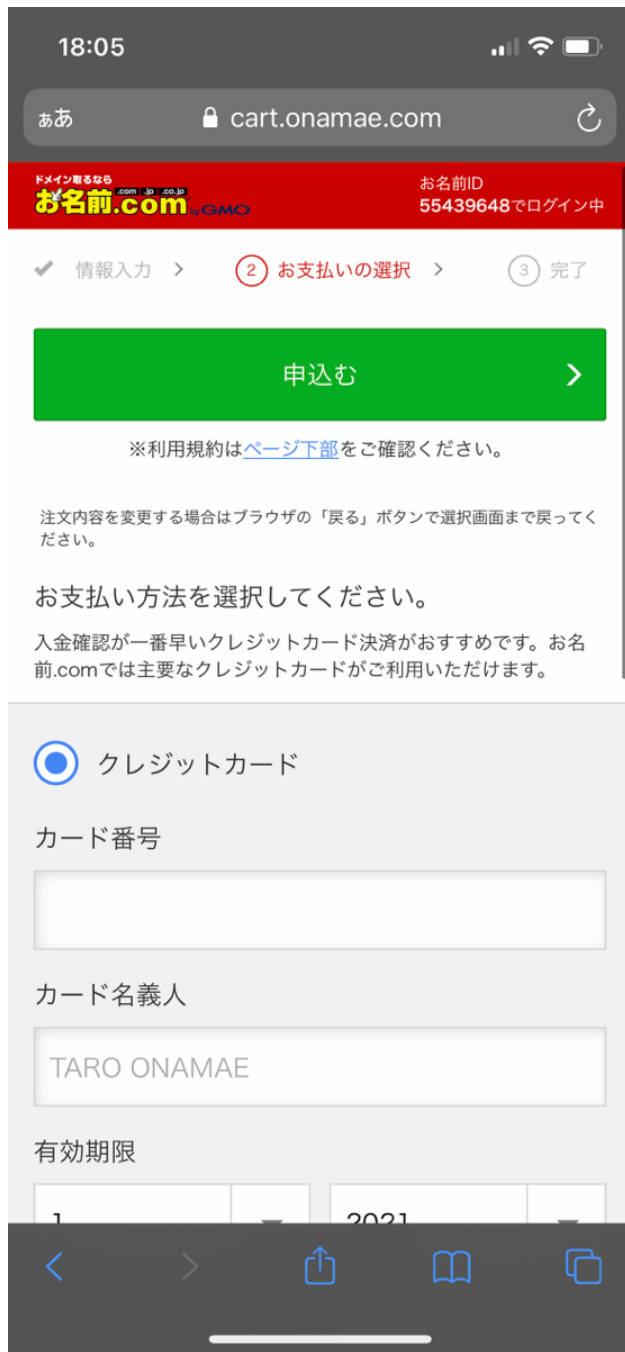 18:05
ぁあ cart.onamae.com
ドメイン取るなら
お名前.com .com .jp .co.jp by GMO
お名前ID
55439648でログイン中
情報入力 > ② お支払いの選択 > ③ 完了
申込む
※利用規約はページ下部をご確認ください。
注文内容を変更する場合はブラウザの「戻る」ボタンで選択画面まで戻ってく
ださい。
お支払い方法を選択してください。
入金確認が一番早いクレジットカード決済がおすすめです。お名
前.comでは主要なクレジットカードがご利用いただけます。
クレジットカード
カード番号
カード名義人
TARO ONAMAE
有効期限
1 2021